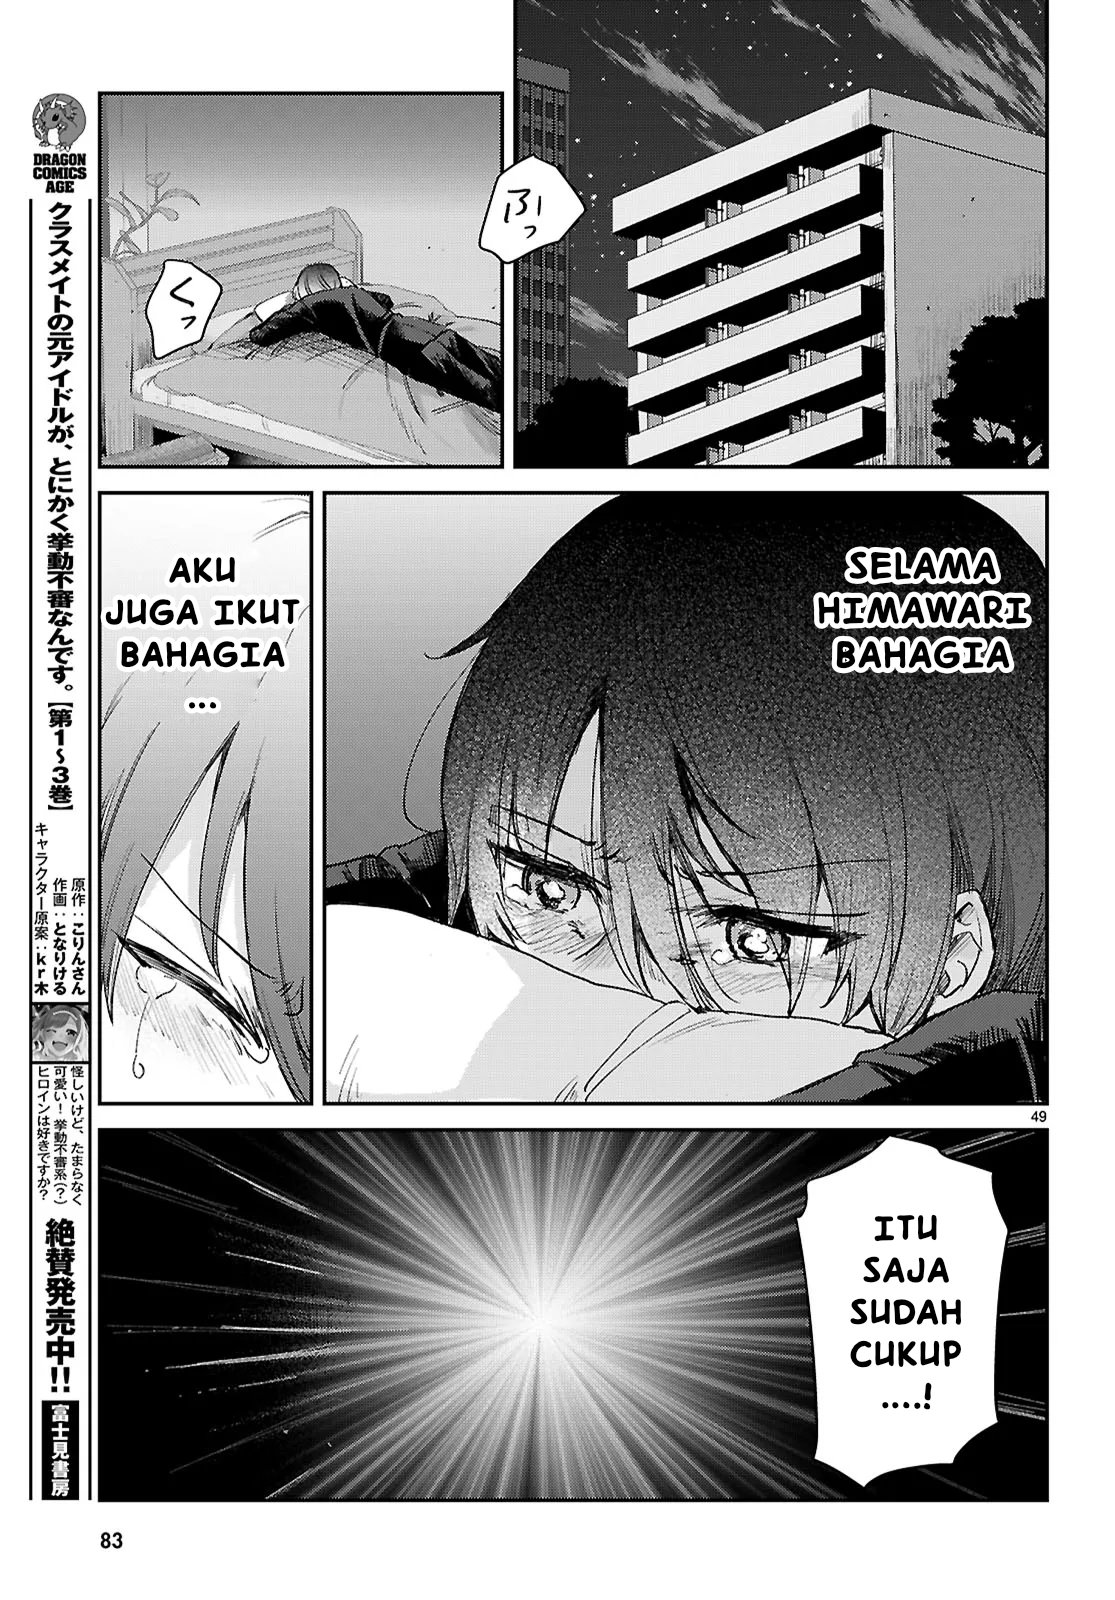 ふっ
くっ
SELAMA
HIMAWARI
BAHAGIA
AKU
JUGA IKUT
BAHAGIA
...
49
ITU
SAJA
SUDAH
CUKUP
....!
DRAGON
COMICS
AGE
クラスメイトの元アイドルが、とにかく挙動不審なんです。【第1〜3巻】
原作：こりんさん
作画：となりける
キャラクター原案：kr木
怪しいけど、たまらなく
可愛い！ 挙動不審系(？)
ヒロインは好きですか？
絶賛発売中!!
富士見書房
83